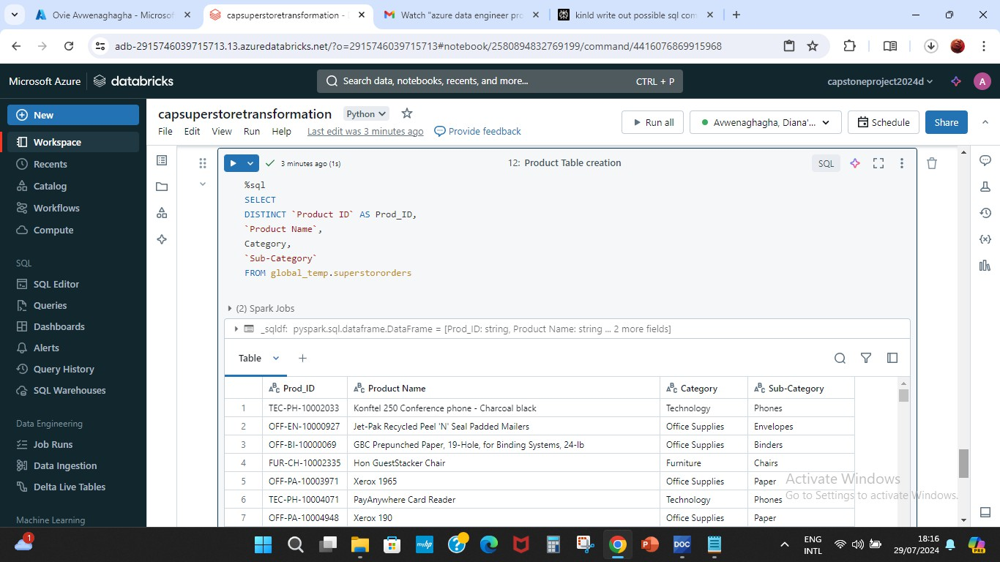 Ovie Avwenaghagha - Microsof
capsuperstoretransformation -
Watch "azure data engineer pro
kinld write out possible sql com
adb-2915746039715713.13.azuredatabricks.net/?o=2915746039715713#notebook/2580894832769199/command/4416076869915968
Microsoft Azure
databricks
Search data, notebooks, recents, and more...
CTRL + P
capstoneproject2024d
A
New
Workspace
Recents
Catalog
Workflows
Compute
SQL
SQL Editor
Queries
Dashboards
Alerts
Query History
SQL Warehouses
Data Engineering
Job Runs
Data Ingestion
Delta Live Tables
Machine Learning
capsuperstoretransformation
Python
File Edit View Run Help Last edit was 3 minutes ago Provide feedback
Run all
Avwenaghagha, Diana'...
Schedule
Share
3 minutes ago (1s)
12: Product Table creation
SQL
%sql
SELECT
DISTINCT `Product ID` AS Prod_ID,
`Product Name`,
Category,
`Sub-Category`
FROM global_temp.superstororders
(2) Spark Jobs
_sqldf: pyspark.sql.dataframe.DataFrame = [Prod_ID: string, Product Name: string ... 2 more fields]
Table
Prod_ID Product Name Category Sub-Category
1 TEC-PH-10002033 Konftel 250 Conference phone - Charcoal black Technology Phones
2 OFF-EN-10000927 Jet-Pak Recycled Peel 'N' Seal Padded Mailers Office Supplies Envelopes
3 OFF-BI-10000069 GBC Prepunched Paper, 19-Hole, for Binding Systems, 24-lb Office Supplies Binders
4 FUR-CH-10002335 Hon GuestStacker Chair Furniture Chairs
5 OFF-PA-10003971 Xerox 1965 Office Supplies Paper
6 TEC-PH-10004071 PayAnywhere Card Reader Technology Phones
7 OFF-PA-10004948 Xerox 190 Office Supplies Paper
Activate Windows
Go to Settings to activate Windows.
1
myhp
DOC
ENG
INTL
18:16
29/07/2024
PRE